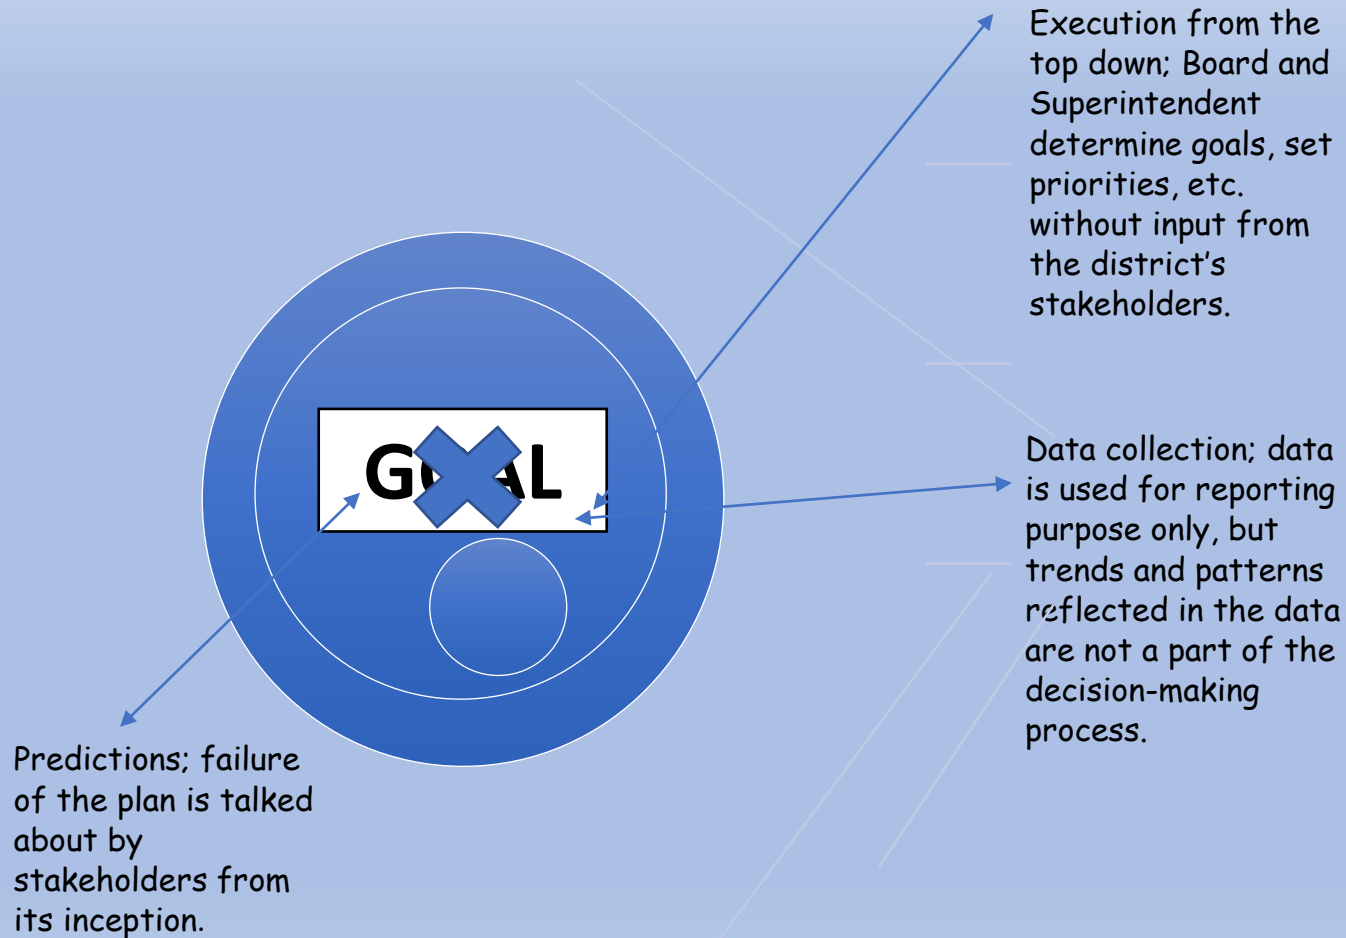 Execution from the
top down; Board and
Superintendent
determine goals, set
priorities, etc.
without input from
the district's
stakeholders.
GOAL
Data collection; data
is used for reporting
purpose only, but
trends and patterns
reflected in the data
are not a part of the
decision-making
process.
Predictions; failure
of the plan is talked
about by
stakeholders from
its inception.